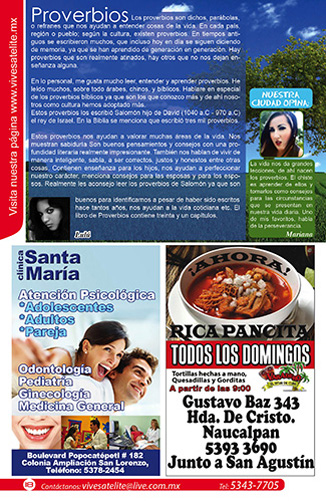 Visita nuestra página www.vivesatelite.mx
Proverbios Los proverbios son dichos, parábolas,
o refranes que nos ayudan a entender cosas de la vida. En cada país,
región o pueblo; según la cultura, existen proverbios. En tiempos anti-
guos se escribieron muchos, que incluso hoy en día se siguen diciendo
de memoria, ya que se han aprendido de generación en generación. Hay
proverbios que son realmente atinados, hay otros que no nos dejan en-
señanza alguna.
En lo personal, me gusta mucho leer, entender y aprender proverbios. He
leído muchos, sobre todo árabes, chinos, y bíblicos. Hablare en especial
de los proverbios bíblicos ya que son los que conozco más y de ahí noso-
tros como cultura hemos adoptado más.
Estos proverbios los escribió Salomón hijo de David (1040 a.C - 970 a.C)
el rey de Israel. En la Biblia se menciona que escribió tres mil proverbios.
Estos proverbios nos ayudan a valorar muchas áreas de la vida. Nos
muestran sabiduría Son buenos pensamientos y consejos con una pro-
fundidad literaria realmente impresionante. También nos hablan de vivir de
manera inteligente, sabia, a ser correctos, justos y honestos entre otras
cosas. Contienen enseñanza para los hijos, nos ayudan a perfeccionar
nuestro carácter, menciona consejos para las esposas y para los espo-
sos. Realmente les aconsejo leer los proverbios de Salomón ya que son
buenos para identificarnos a pesar de haber sido escritos
hace tantos años, nos ayudan a la vida cotidiana etc. El
libro de Proverbios contiene treinta y un capítulos.
Lulú
NUESTRA
CIUDAD OPINA
La vida nos da grandes
lecciones, de ahí nacen
los proverbios. El chiste
es aprender de ellos y
tomarlos como consejos
para las circunstancias
que se presentan en
nuestra vida diaria. Uno
de mis favoritos, habla
de la perseverancia.
Mariana
clínica
Santa
María
Atención Psicológica
*Adolescentes
*Adultos
*Pareja
Odontología
Pediatría
Ginecología
Medicina General
Boulevard Popocatépetl # 182
Colonia Ampliación San Lorenzo,
Teléfono 5378-2454
¡AHORA!
RICA PANCITA
TODOS LOS DOMINGOS
Tortillas hechas a mano,
Quesadillas y Gorditas
A partir de las 9:00
Gustavo Baz 343
Hda. De Cristo.
Naucalpan
5393 3690
Junto a San Agustín
18
Contáctanos: vivesatelite@live.com.mx
Tel:5343-7705